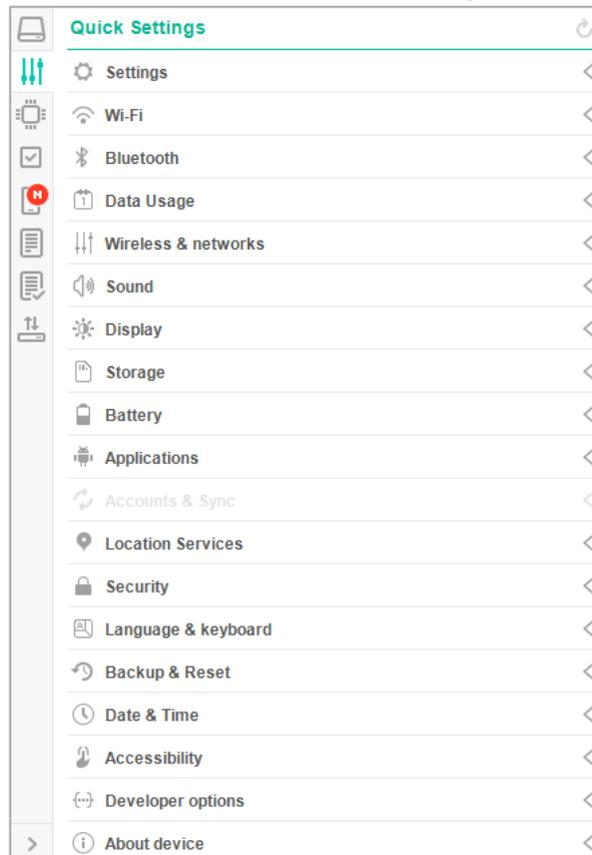 Quick Settings
Settings
Wi-Fi
Bluetooth
N
1
Data Usage
Wireless & networks
Sound
Display
Storage
Battery
Applications
Accounts & Sync
Location Services
Security
Language & keyboard
Backup & Reset
Date & Time
Accessibility
Developer options
About device